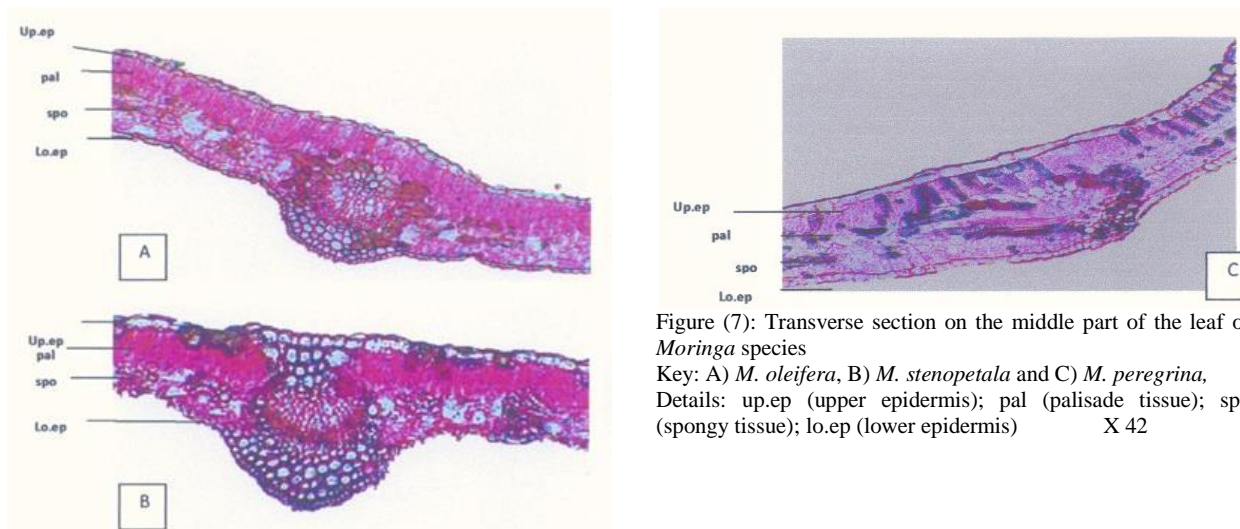 Up.ep
pal
spo
Lo.ep
A
Up.ep
pal
spo
Lo.ep
B
Up.ep
pal
spo
Lo.ep
C
Figure (7): Transverse section on the middle part of the leaf o
Moringa species
Key: A) M. oleifera, B) M. stenopetala and C) M. peregrina,
Details: up.ep (upper epidermis); pal (palisade tissue); sp
(spongy tissue); lo.ep (lower epidermis) X 42